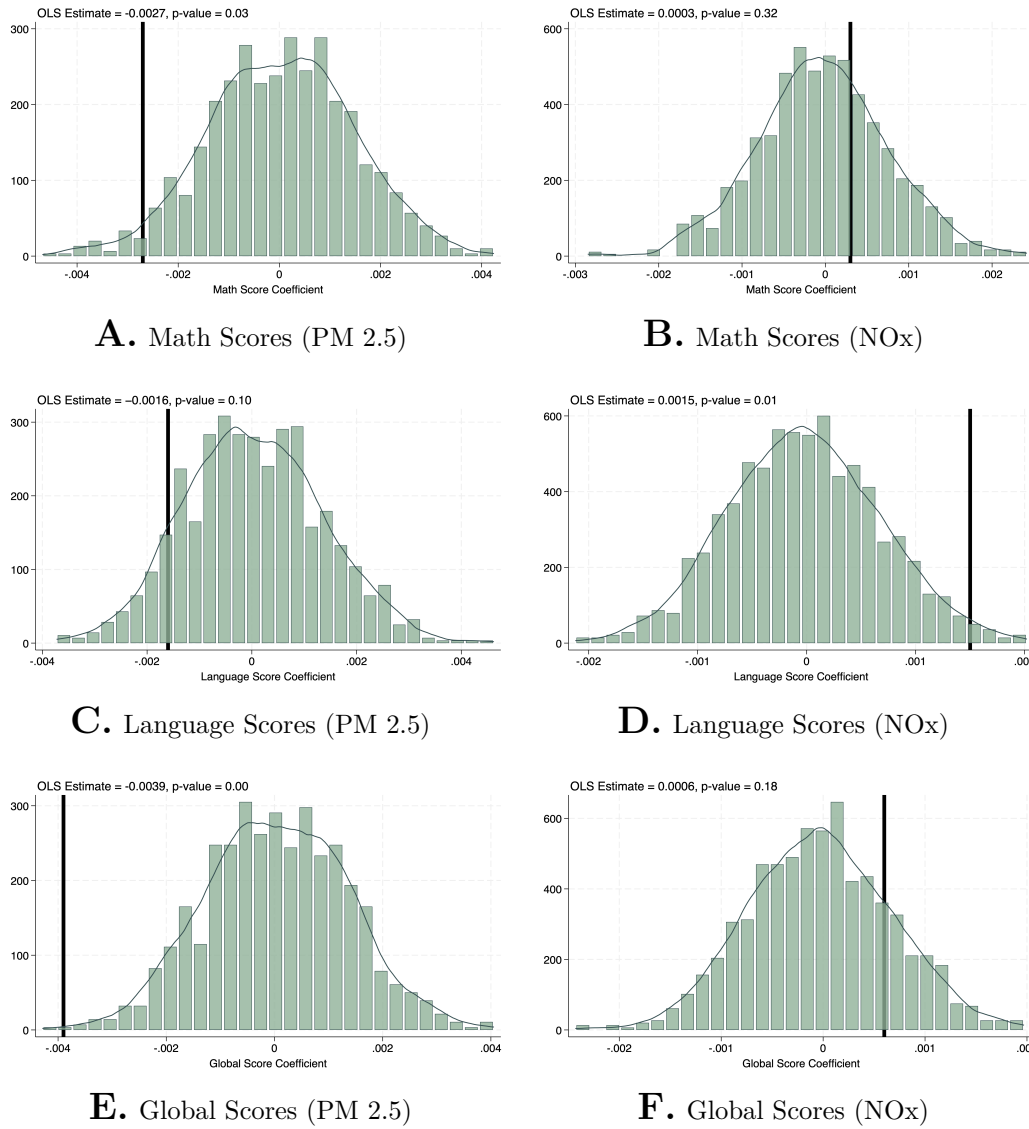 OLS Estimate = -0.0027, p-value = 0.03
300
200
100
0
-.004 -.002 0 .002 .004
Math Score Coefficient
A. Math Scores (PM 2.5)
OLS Estimate = 0.0003, p-value = 0.32
600
400
200
0
-.003 -.002 -.001 0 .001 .002
Math Score Coefficient
B. Math Scores (NOx)
OLS Estimate = −0.0016, p-value = 0.10
300
200
100
0
-.004 -.002 0 .002 .004
Language Score Coefficient
C. Language Scores (PM 2.5)
OLS Estimate = 0.0015, p-value = 0.01
600
400
200
0
-.002 -.001 0 .001 .00
Language Score Coefficient
D. Language Scores (NOx)
OLS Estimate = -0.0039, p-value = 0.00
300
200
100
0
-.004 -.002 0 .002 .004
Global Score Coefficient
E. Global Scores (PM 2.5)
OLS Estimate = 0.0006, p-value = 0.18
600
400
200
0
-.002 -.001 0 .001
Global Score Coefficient
F. Global Scores (NOx)